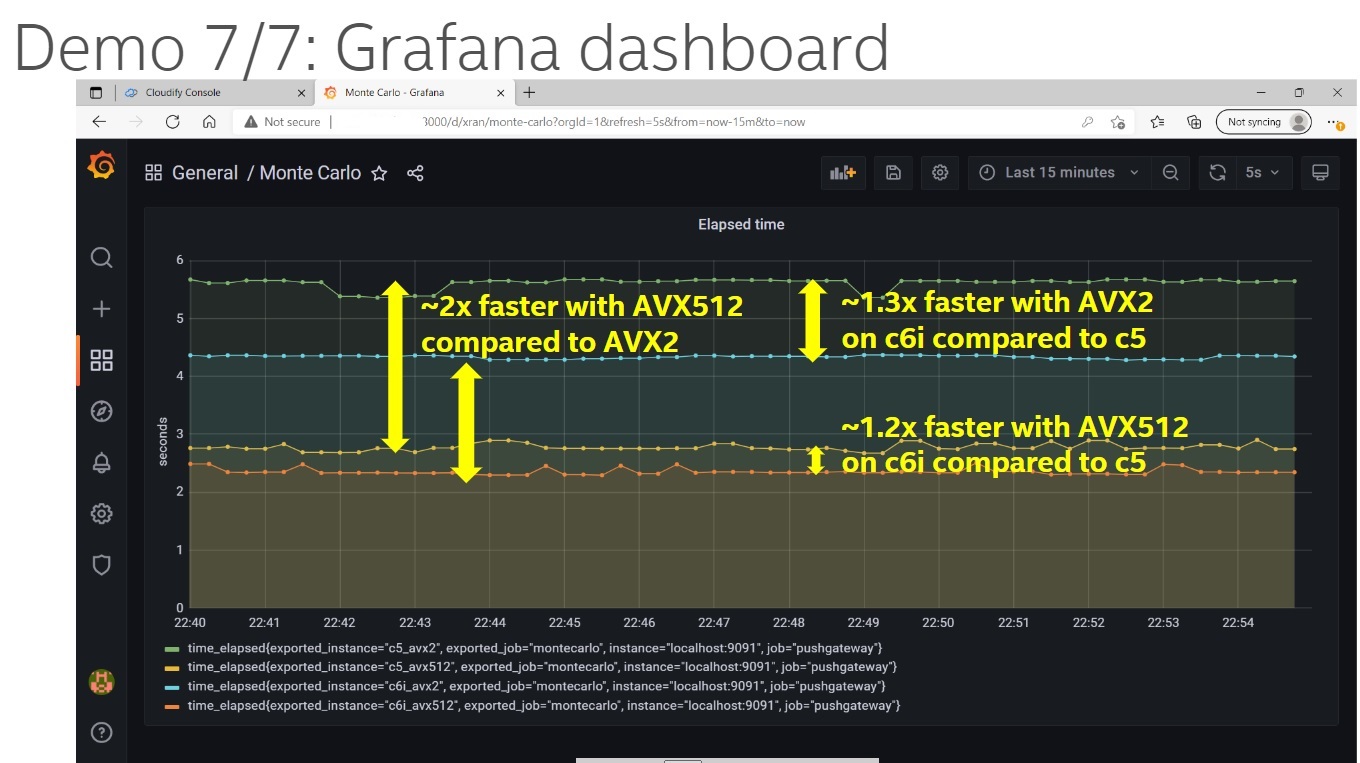 Demo 7/7: Grafana dashboard
Cloudify Console
Monte Carlo - Grafana
Not secure
3000/d/xran/monte-carlo?orgId=1&refresh=5s&from=now-15m&to=now
Not syncing
General / Monte Carlo
Last 15 minutes
5s
Elapsed time
6
5
4
3
2
1
0
seconds
~2x faster with AVX512
compared to AVX2
~1.3x faster with AVX2
on c6i compared to c5
~1.2x faster with AVX512
on c6i compared to c5
22:40 22:41 22:42 22:43 22:44 22:45 22:46 22:47 22:48 22:49 22:50 22:51 22:52 22:53 22:54
time_elapsed{exported_instance="c5_avx2", exported_job="montecarlo", instance="localhost:9091", job="pushgateway"}
time_elapsed{exported_instance="c5_avx512", exported_job="montecarlo", instance="localhost:9091", job="pushgateway"}
time_elapsed{exported_instance="c6i_avx2", exported_job="montecarlo", instance="localhost:9091", job="pushgateway"}
time_elapsed{exported_instance="c6i_avx512", exported_job="montecarlo", instance="localhost:9091", job="pushgateway"}